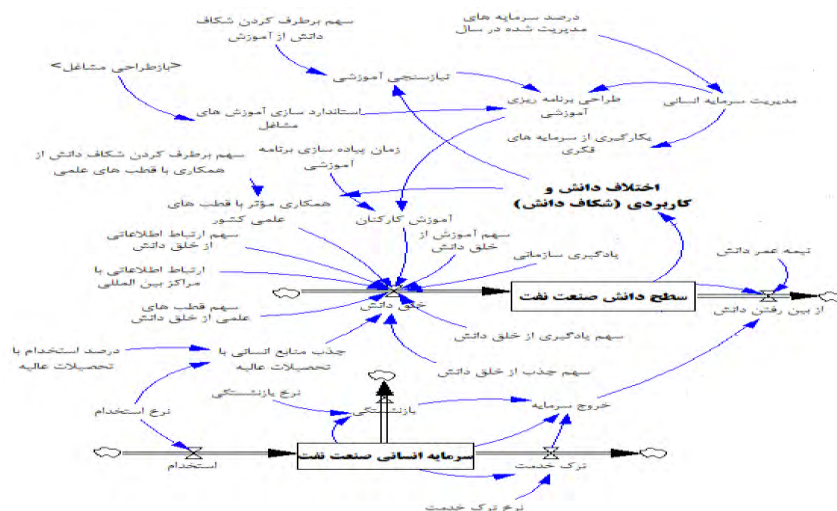 سهم برطرف کردن شکاف
دانش از آموزش
درصد سرمایه های
مدیریت شده در سال
<بازطراحی مشاغل>
نیازسنجی آموزشی
استاندارد سازی آموزش های
مشاغل
طراحی برنامه ریزی
آموزشی
مدیریت سرمایه انسانی
بکارگیری از سرمایه های
فکری
سهم برطرف کردن شکاف دانش از
همکاری با قطب های علمی
زمان پیاده سازی برنامه
آموزشی
اختلاف دانش و
کاربردی (شکاف دانش)
همکاری مؤثر با قطب های
علمی کشور
آموزش کارکنان
سهم ارتباط اطلاعاتی
از خلق دانش
سهم آموزش از
خلق دانش
یادگیری سازمانی
نیمه عمر دانش
ارتباط اطلاعاتی با
مراکز بین المللی
خلق دانش
سطح دانش صنعت نفت
از بین رفتن دانش
سهم قطب های
علمی از خلق دانش
سهم یادگیری از خلق دانش
درصد استخدام با
تحصیلات عالیه
جذب منابع انسانی با
تحصیلات عالیه
سهم جذب از خلق دانش
نرخ بازنشستگی
نرخ استخدام
بازنشستگی
خروج سرمایه
استخدام
سرمایه انسانی صنعت نفت
ترک خدمت
نرخ ترک خدمت